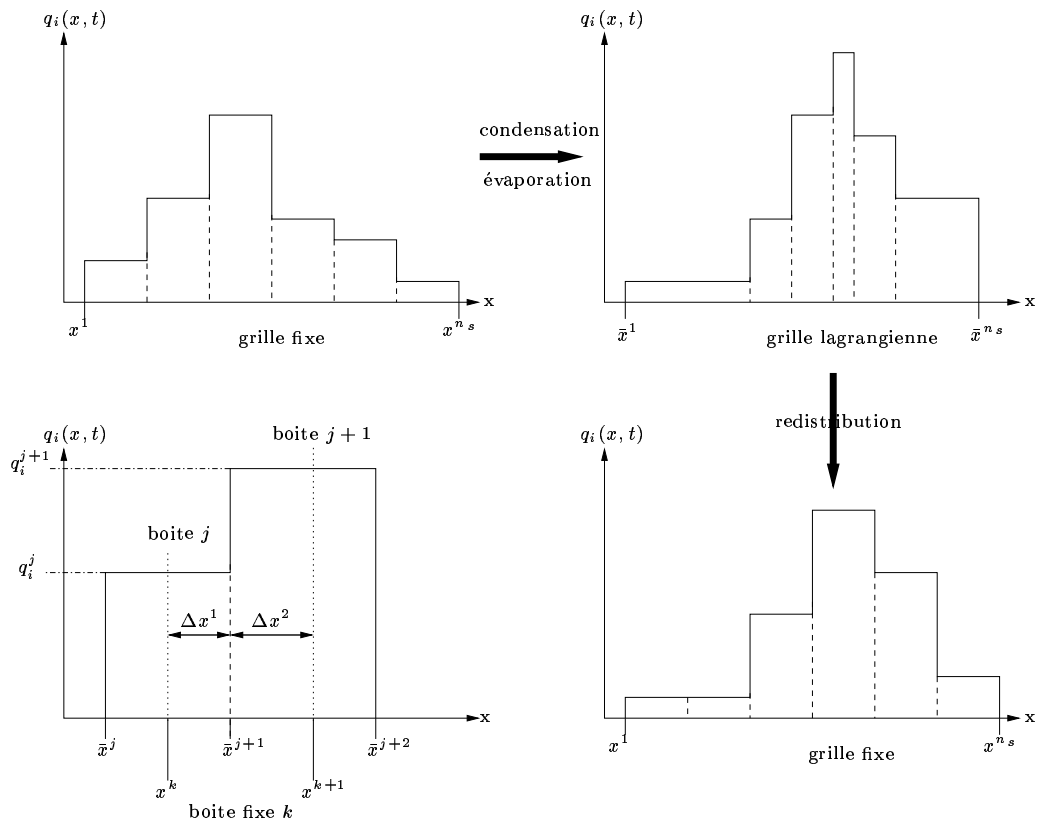 q_i(x, t)
x
x^1
x^{n_s}
grille fixe
condensation
évaporation
q_i(x, t)
x
x̄^1
x̄^{n_s}
grille lagrangienne
redistribution
q_i(x, t)
q_i^{j+1}
q_i^j
boite j + 1
boite j
Δx^1
Δx^2
x
x̄^j
x̄^{j+1}
x̄^{j+2}
x^k
x^{k+1}
boite fixe k
q_i(x, t)
x
x^1
x^{n_s}
grille fixe